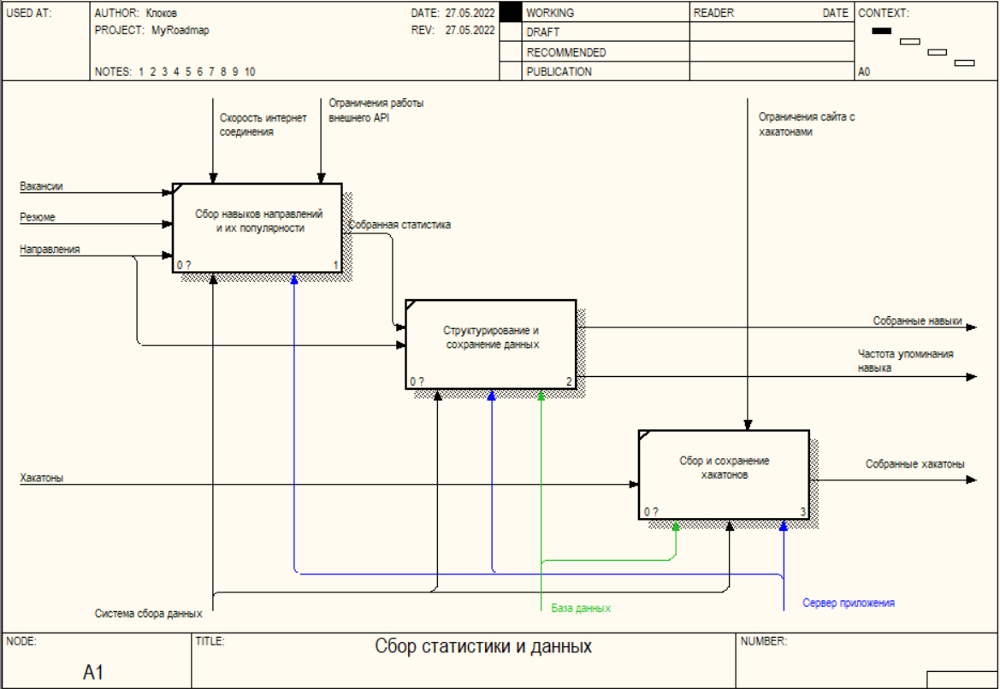 USED AT:
AUTHOR: Клоков
DATE: 27.05.2022
PROJECT: MyRoadmap
REV: 27.05.2022
NOTES: 1 2 3 4 5 6 7 8 9 10
WORKING
DRAFT
RECOMMENDED
PUBLICATION
READER
DATE
CONTEXT:
A0
Скорость интернет
соединения
Ограничения работы
внешнего API
Ограничения сайта с
хакатонами
Вакансии
Резюме
Направления
Сбор навыков направлений
и их популярности
0 ?
1
Собранная статистика
Структурирование и
сохранение данных
0 ?
2
Собранные навыки
Частота упоминания
навыка
Хакатоны
Сбор и сохранение
хакатонов
0 ?
3
Собранные хакатоны
Система сбора данных
База данных
Сервер приложения
NODE:
A1
TITLE:
Сбор статистики и данных
NUMBER: